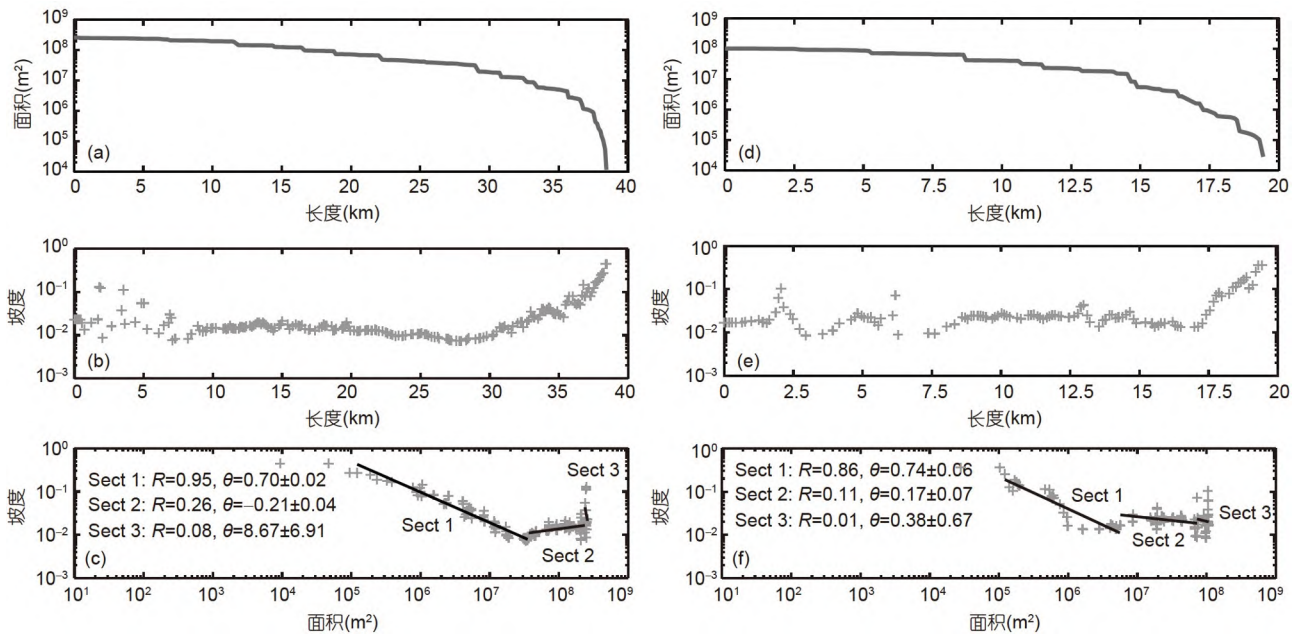 10⁹
10⁸
10⁷
10⁶
10⁵
10⁴
面积(m²)
(a)
0 5 10 15 20 25 30 35 40
长度(km)
10⁹
10⁸
10⁷
10⁶
10⁵
10⁴
面积(m²)
(d)
0 2.5 5 7.5 10 12.5 15 17.5 20
长度(km)
10⁰
10⁻¹
10⁻²
10⁻³
坡度
(b)
0 5 10 15 20 25 30 35 40
长度(km)
10⁰
10⁻¹
10⁻²
10⁻³
坡度
(e)
0 2.5 5 7.5 10 12.5 15 17.5 20
长度(km)
10⁰
10⁻¹
10⁻²
10⁻³
坡度
Sect 1: R=0.95, θ=0.70±0.02
Sect 2: R=0.26, θ=−0.21±0.04
Sect 3: R=0.08, θ=8.67±6.91
Sect 3
Sect 1
Sect 2
(c)
10¹ 10² 10³ 10⁴ 10⁵ 10⁶ 10⁷ 10⁸ 10⁹
面积(m²)
10⁰
10⁻¹
10⁻²
10⁻³
坡度
Sect 1: R=0.86, θ=0.74±0.06
Sect 2: R=0.11, θ=0.17±0.07
Sect 3: R=0.01, θ=0.38±0.67
Sect 1
Sect 3
Sect 2
(f)
10¹ 10² 10³ 10⁴ 10⁵ 10⁶ 10⁷ 10⁸ 10⁹
面积(m²)